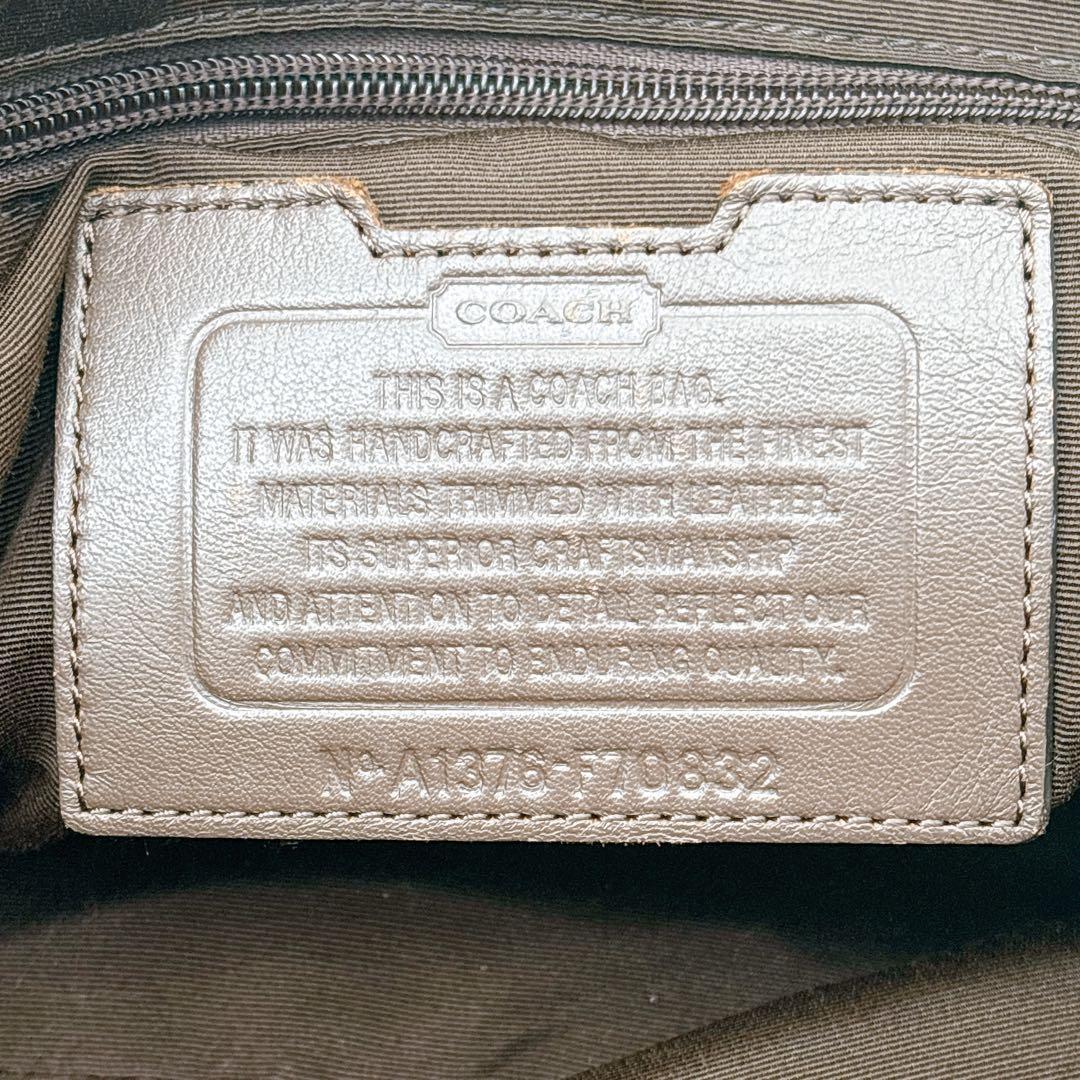 COACH
THIS IS A COACH BAG.
IT WAS HANDCRAFTED FROM THE FINEST
MATERIALS TRIMMED WITH LEATHER.
ITS SUPERIOR CRAFTSMANSHIP
AND ATTENTION TO DETAIL REFLECT OUR
COMMITMENT TO ENDURING QUALITY.
Nº A1376-F70832